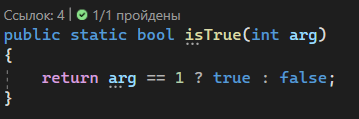 Ссылок: 4 | 1/1 пройдены
public static bool isTrue(int arg)
{
    return arg == 1 ? true : false;
}